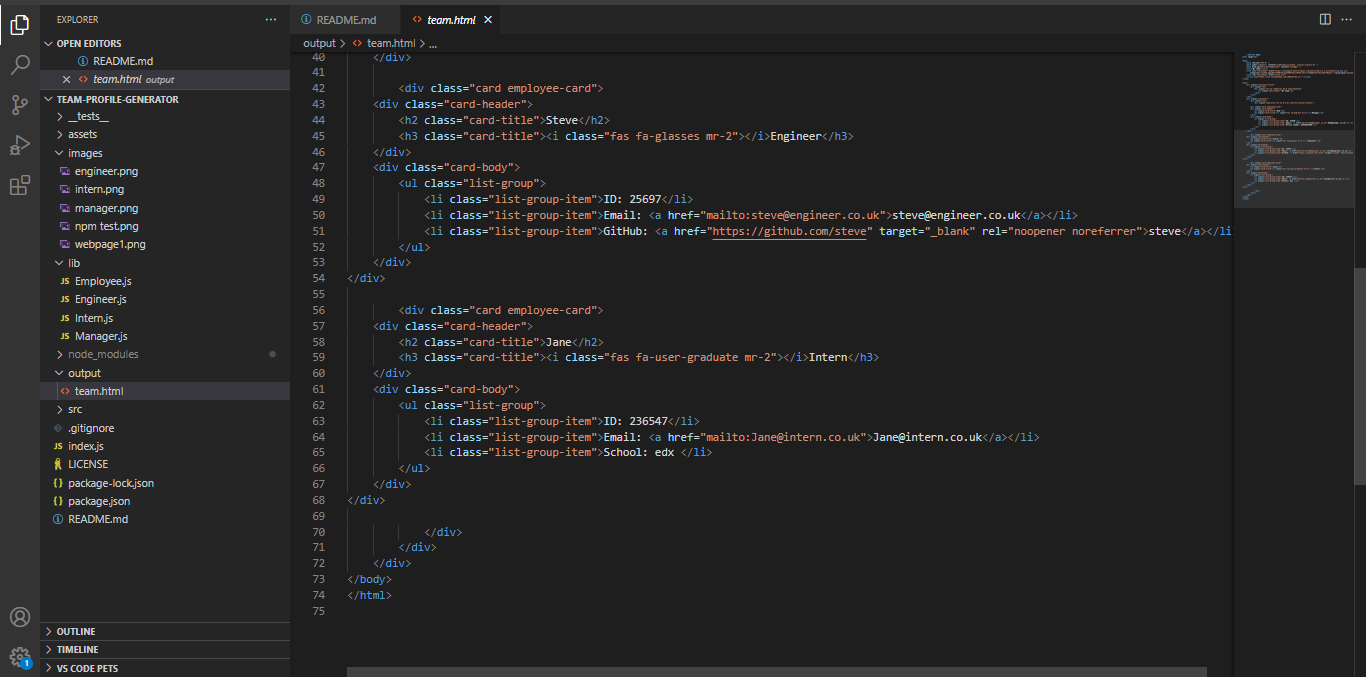 EXPLORER
OPEN EDITORS
README.md
team.html output
TEAM-PROFILE-GENERATOR
__tests__
assets
images
engineer.png
intern.png
manager.png
npm test.png
webpage1.png
lib
JS Employee.js
JS Engineer.js
JS Intern.js
JS Manager.js
node_modules
output
<> team.html
src
.gitignore
JS index.js
LICENSE
{} package-lock.json
{} package.json
README.md
OUTLINE
TIMELINE
VS CODE PETS
1
README.md
<> team.html
output > <> team.html > ...
40 </div>
41
42 <div class="card employee-card">
43 <div class="card-header">
44 <h2 class="card-title">Steve</h2>
45 <h3 class="card-title"><i class="fas fa-glasses mr-2"></i>Engineer</h3>
46 </div>
47 <div class="card-body">
48 <ul class="list-group">
49 <li class="list-group-item">ID: 25697</li>
50 <li class="list-group-item">Email: <a href="mailto:steve@engineer.co.uk">steve@engineer.co.uk</a></li>
51 <li class="list-group-item">GitHub: <a href="https://github.com/steve" target="_blank" rel="noopener noreferrer">steve</a></li
52 </ul>
53 </div>
54 </div>
55
56 <div class="card employee-card">
57 <div class="card-header">
58 <h2 class="card-title">Jane</h2>
59 <h3 class="card-title"><i class="fas fa-user-graduate mr-2"></i>Intern</h3>
60 </div>
61 <div class="card-body">
62 <ul class="list-group">
63 <li class="list-group-item">ID: 236547</li>
64 <li class="list-group-item">Email: <a href="mailto:Jane@intern.co.uk">Jane@intern.co.uk</a></li>
65 <li class="list-group-item">School: edx </li>
66 </ul>
67 </div>
68 </div>
69
70 </div>
71 </div>
72 </div>
73 </body>
74 </html>
75